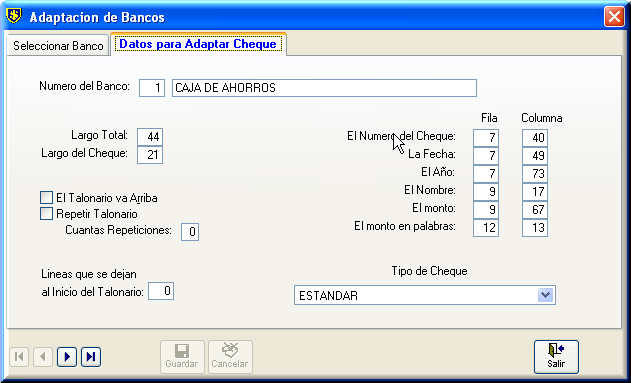 Adaptacion de Bancos
Seleccionar Banco
Datos para Adaptar Cheque
Numero del Banco: 1 CAJA DE AHORROS
Fila Columna
Largo Total: 44
Largo del Cheque: 21
El Numero del Cheque: 7 40
La Fecha: 7 49
El Año: 7 73
El Nombre: 9 17
El monto: 9 67
El monto en palabras: 12 13
El Talonario va Arriba
Repetir Talonario
Cuantas Repeticiones: 0
Lineas que se dejan
al Inicio del Talonario: 0
Tipo de Cheque
ESTANDAR
Guardar
Cancelar
Salir